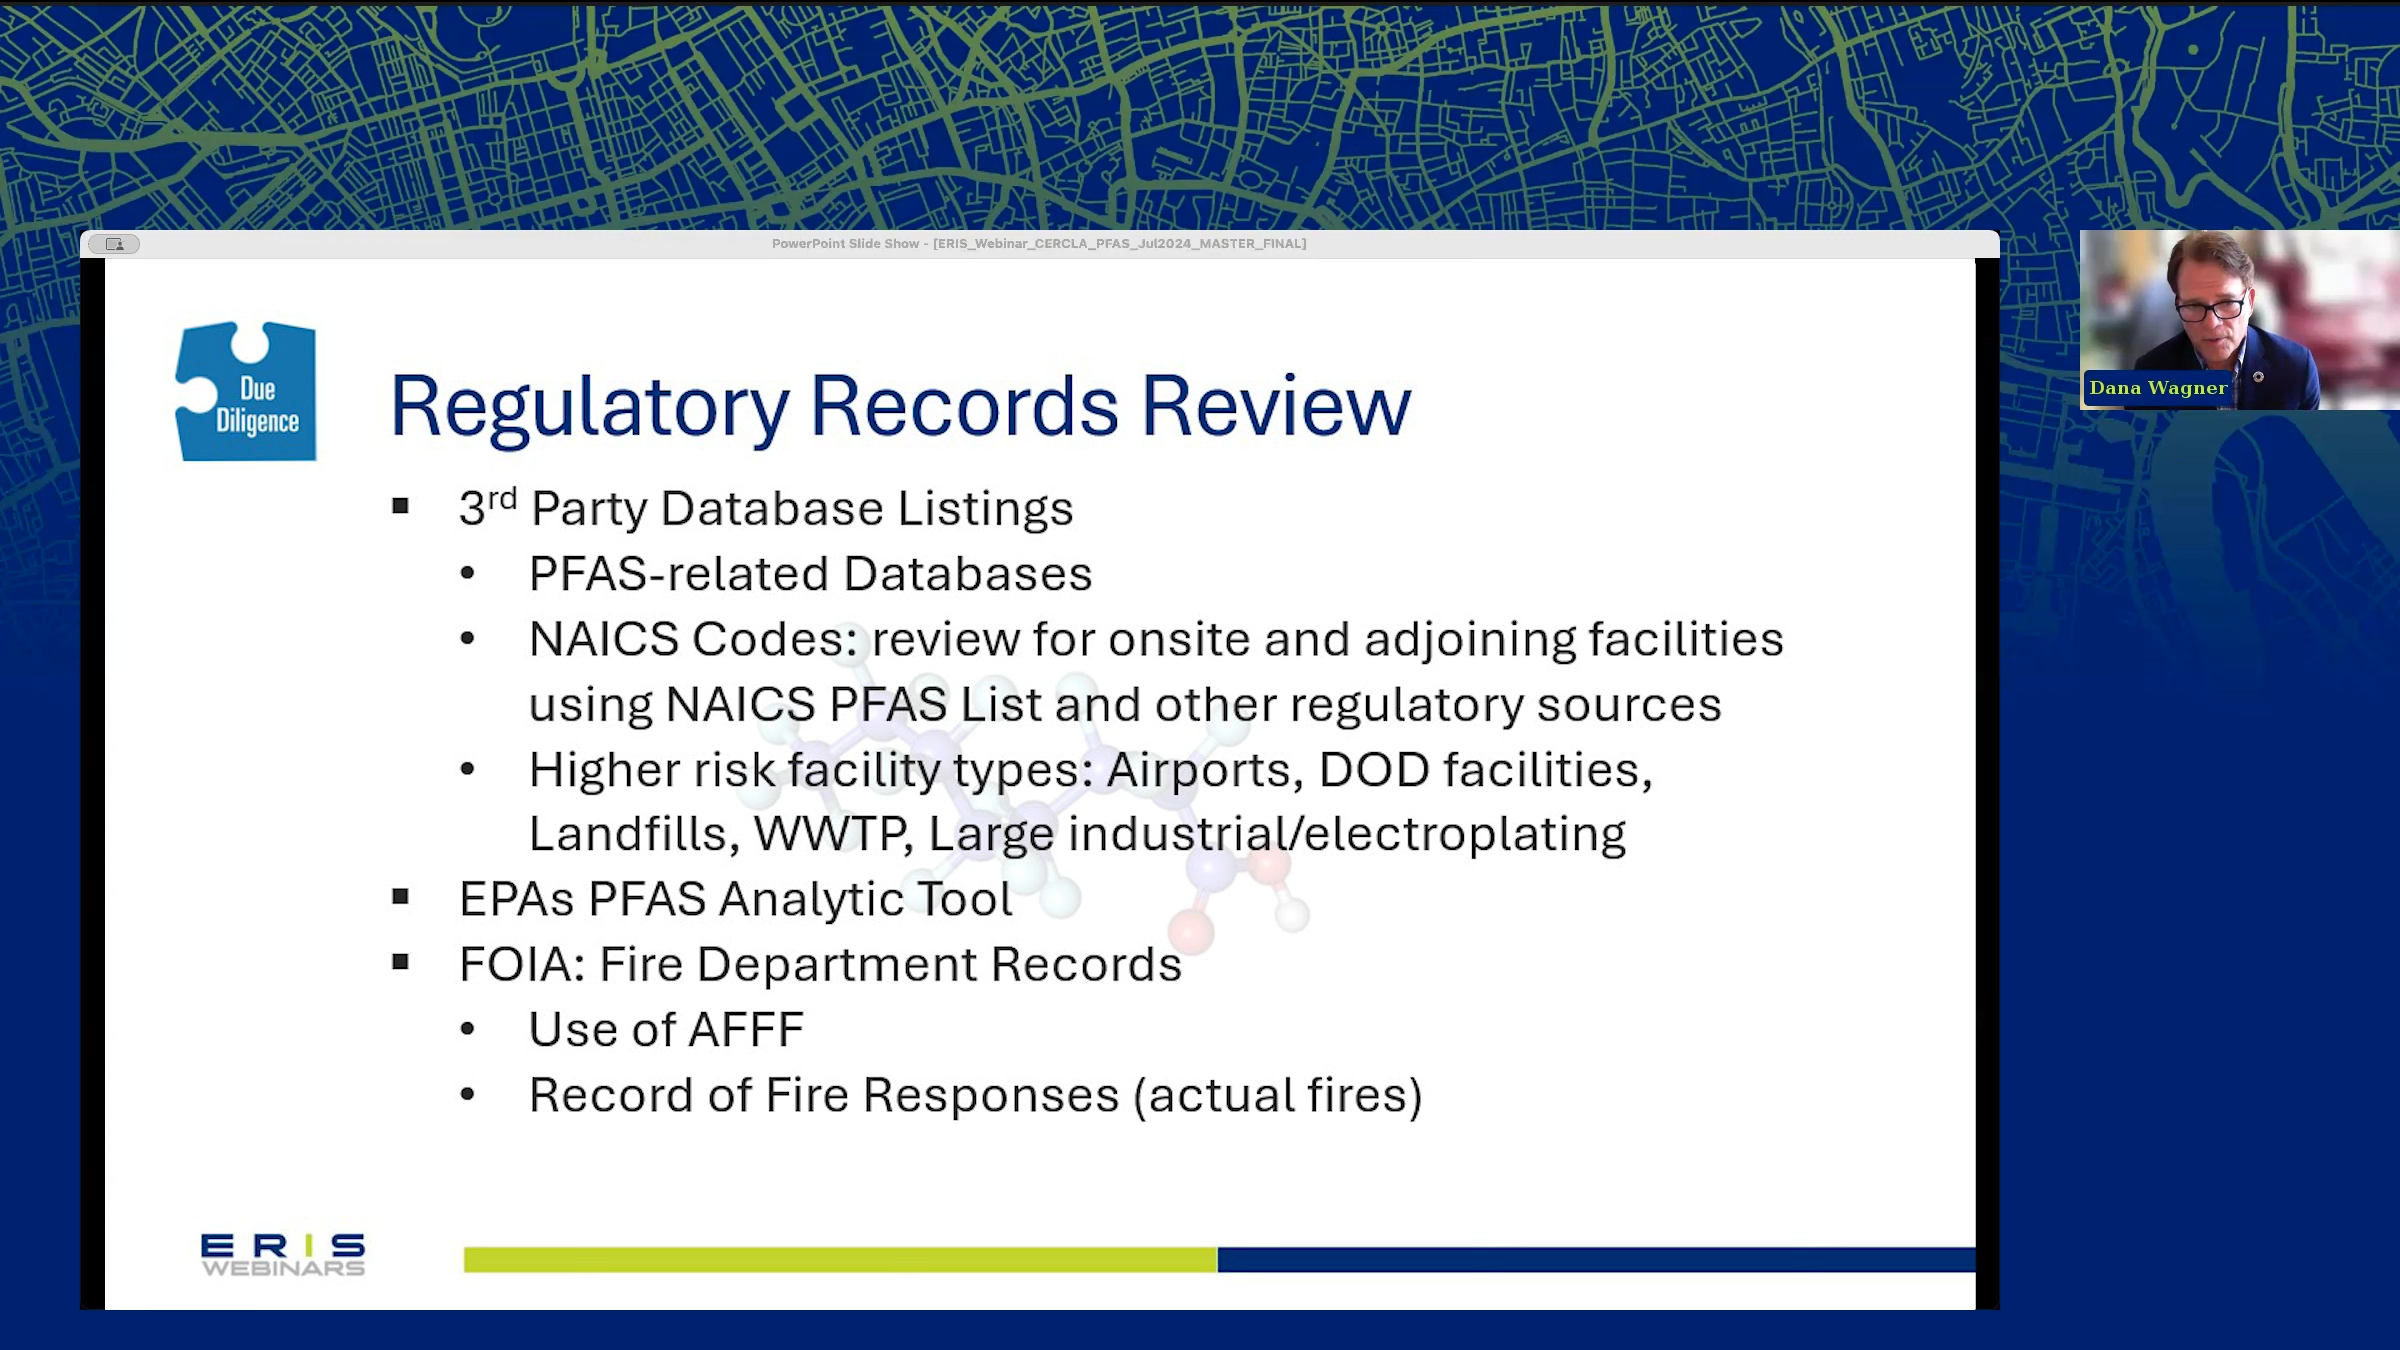 PowerPoint Slide Show - [ERIS_Webinar_CERCLA_PFAS_Jul2024_MASTER_FINAL]
Due
Diligence
Regulatory Records Review
▪ 3rd Party Database Listings
• PFAS-related Databases
• NAICS Codes: review for onsite and adjoining facilities
using NAICS PFAS List and other regulatory sources
• Higher risk facility types: Airports, DOD facilities,
Landfills, WWTP, Large industrial/electroplating
▪ EPAs PFAS Analytic Tool
▪ FOIA: Fire Department Records
• Use of AFFF
• Record of Fire Responses (actual fires)
ERIS
WEBINARS
Dana Wagner